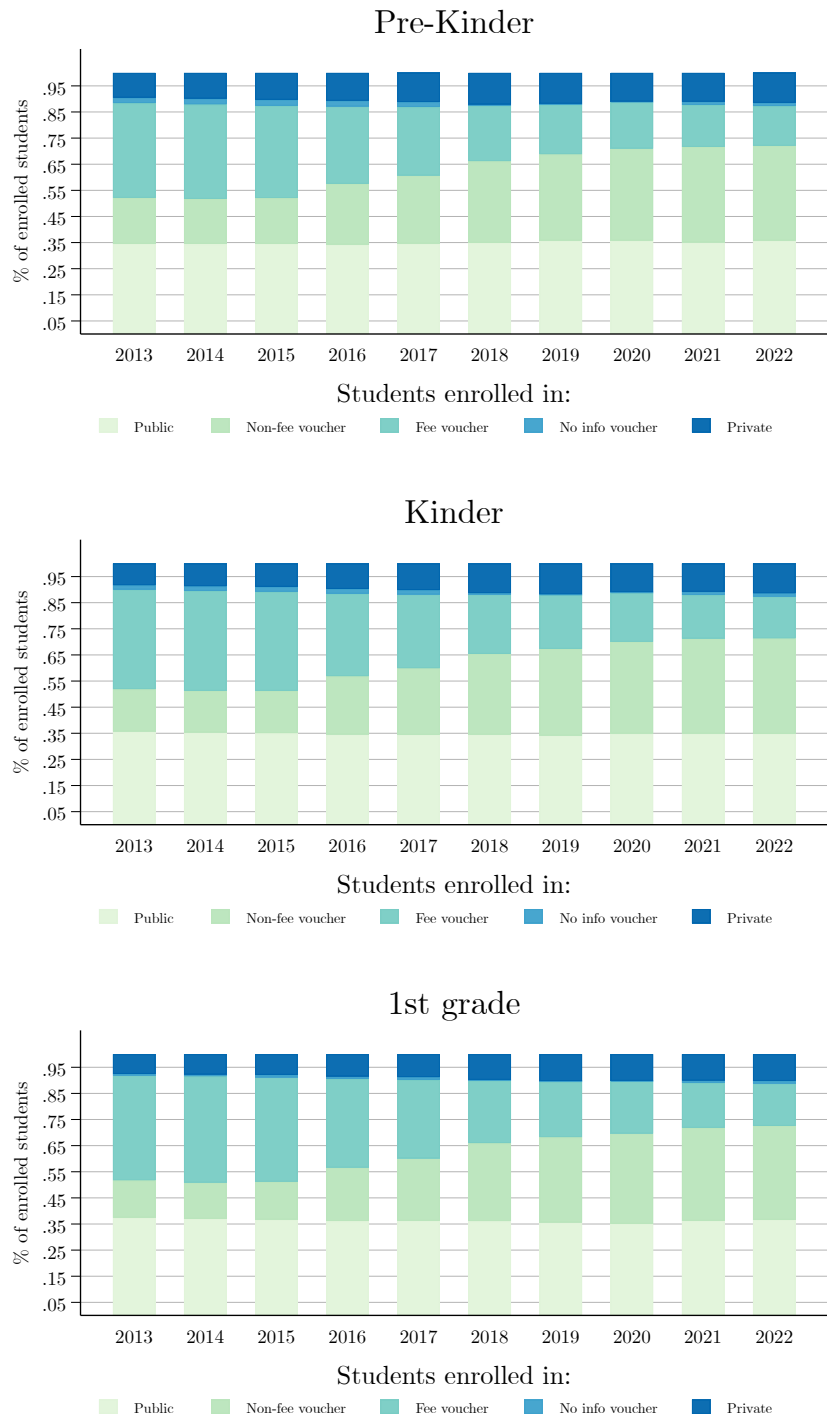 Pre-Kinder
% of enrolled students
.95
.85
.75
.65
.55
.45
.35
.25
.15
.05
2013 2014 2015 2016 2017 2018 2019 2020 2021 2022
Students enrolled in:
Public Non-fee voucher Fee voucher No info voucher Private
Kinder
% of enrolled students
.95
.85
.75
.65
.55
.45
.35
.25
.15
.05
2013 2014 2015 2016 2017 2018 2019 2020 2021 2022
Students enrolled in:
Public Non-fee voucher Fee voucher No info voucher Private
1st grade
% of enrolled students
.95
.85
.75
.65
.55
.45
.35
.25
.15
.05
2013 2014 2015 2016 2017 2018 2019 2020 2021 2022
Students enrolled in:
Public Non-fee voucher Fee voucher No info voucher Private